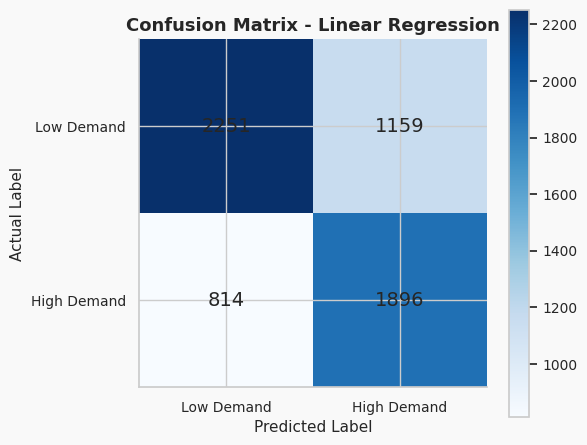 Confusion Matrix - Linear Regression
2200
2000
1800
1600
1400
1200
1000
Actual Label
Low Demand
2251
1159
High Demand
814
1896
Low Demand
High Demand
Predicted Label